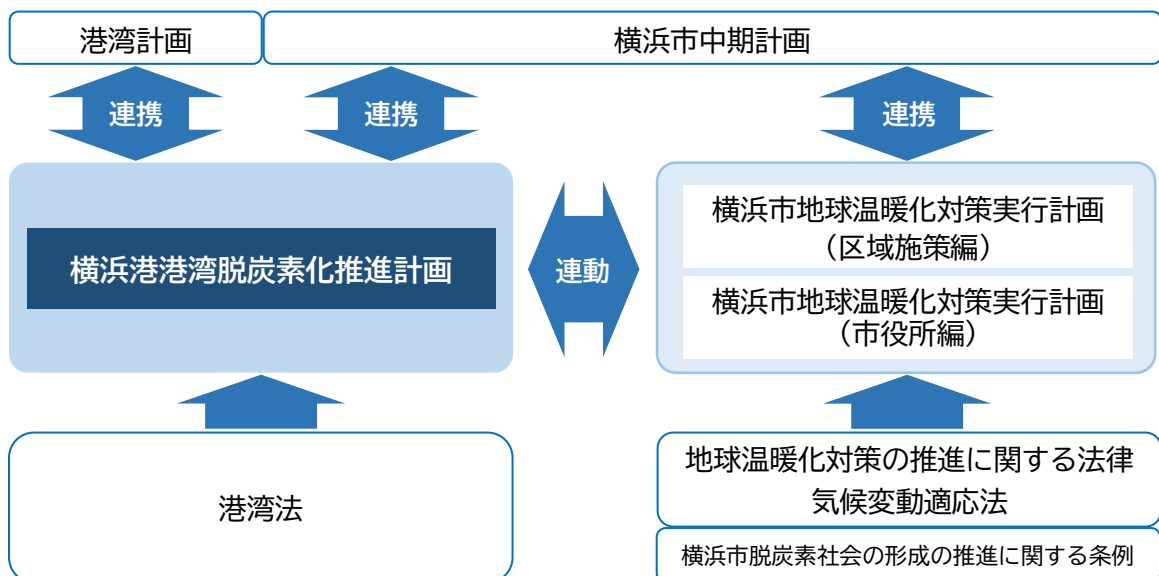 港湾計画
横浜市中期計画
連携
連携
連携
横浜港港湾脱炭素化推進計画
連動
横浜市地球温暖化対策実行計画
（区域施策編）
横浜市地球温暖化対策実行計画
（市役所編）
港湾法
地球温暖化対策の推進に関する法律
気候変動適応法
横浜市脱炭素社会の形成の推進に関する条例